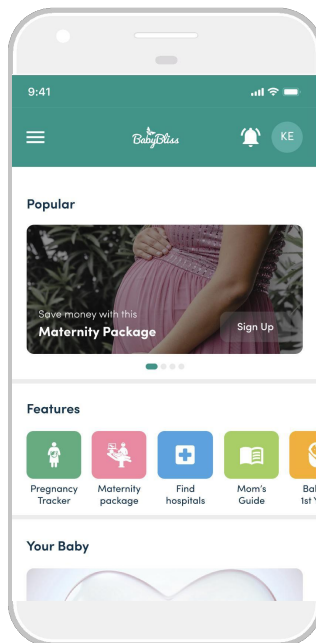 9:41
BabyBliss
KE
Popular
Save money with this
Maternity Package
Sign Up
Features
Pregnancy
Tracker
Maternity
package
Find
hospitals
Mom's
Guide
1st
Your Baby